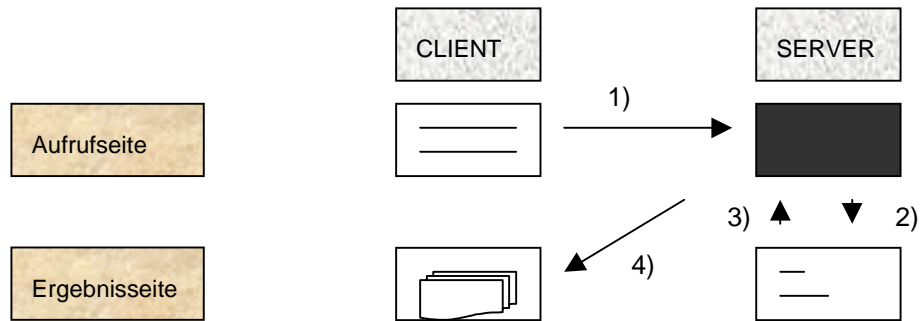 CLIENT
SERVER
1)
Aufrufseite
3)
2)
4)
Ergebnisseite